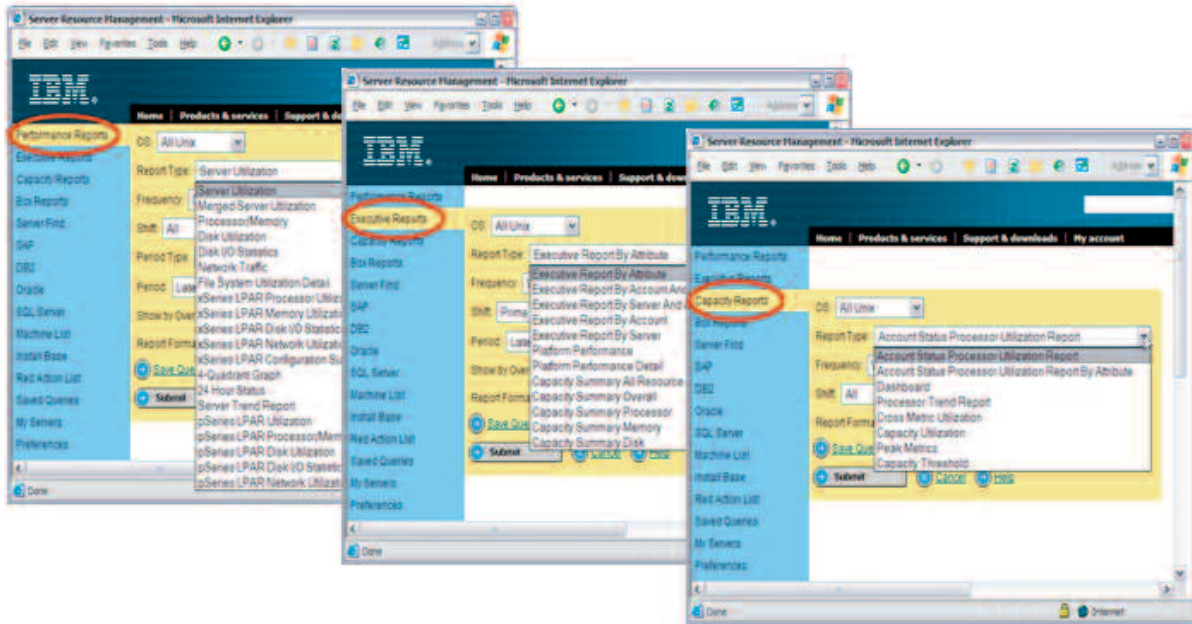 Server Resource Management - Microsoft Internet Explorer
File Edit View Favorites Tools Help Address
IBM.
Home | Products & services | Support & do
Performance Reports
Executive Reports
Capacity Reports
Box Reports
Server Find
SAP
DB2
Oracle
SQL Server
Machine List
Install Base
Red Action List
Saved Queries
My Servers
Preferences
OS: All Unix
Report Type: Server Utilization
Frequency:
Shift: All
Period Type
Period: Late
Show by Over
Report Forma
Save Que
Submit
Server Utilization
Merged Server Utilization
Processor/Memory
Disk Utilization
Disk I/O Statistics
Network Traffic
File System Utilization Detail
xSeries LPAR Processor Utiliz
xSeries LPAR Memory Utilizat
xSeries LPAR Disk I/O Statistic
xSeries LPAR Network Utilizat
xSeries LPAR Configuration Su
4-Quadrant Graph
24 Hour Status
Server Trend Report
pSeries LPAR Utilization
pSeries LPAR Processor/Mem
pSeries LPAR Disk Utilization
pSeries LPAR Disk I/O Statistic
pSeries LPAR Network Utilizat
Done
Server Resource Management - Microsoft Internet Explorer
File Edit View Favorites Tools Help Address
IBM.
Home | Products & services | Support & dow
Performance Reports
Executive Reports
Capacity Reports
Box Reports
Server Find
SAP
DB2
Oracle
SQL Server
Machine List
Install Base
Red Action List
Saved Queries
My Servers
Preferences
OS: All Unix
Report Type: Executive Report By Attribute
Frequency:
Shift: Prime
Period: Late
Show by Over
Report Forma
Save Que
Submit Cancel Help
Executive Report By Attribute
Executive Report By Account And
Executive Report By Server And
Executive Report By Account
Executive Report By Server
Platform Performance
Platform Performance Detail
Capacity Summary All Resource
Capacity Summary Overall
Capacity Summary Processor
Capacity Summary Memory
Capacity Summary Disk
Done
Server Resource Management - Microsoft Internet Explorer
File Edit View Favorites Tools Help Address
IBM.
Home | Products & services | Support & downloads | My account
Performance Reports
Executive Reports
Capacity Reports
Box Reports
Server Find
SAP
DB2
Oracle
SQL Server
Machine List
Install Base
Red Action List
Saved Queries
My Servers
Preferences
OS: All Unix
Report Type: Account Status Processor Utilization Report
Frequency:
Shift: All
Report Forma
Save Que
Submit Cancel Help
Account Status Processor Utilization Report
Account Status Processor Utilization Report By Attribute
Dashboard
Processor Trend Report
Cross Metric Utilization
Capacity Utilization
Peak Metrics
Capacity Threshold
Done Internet